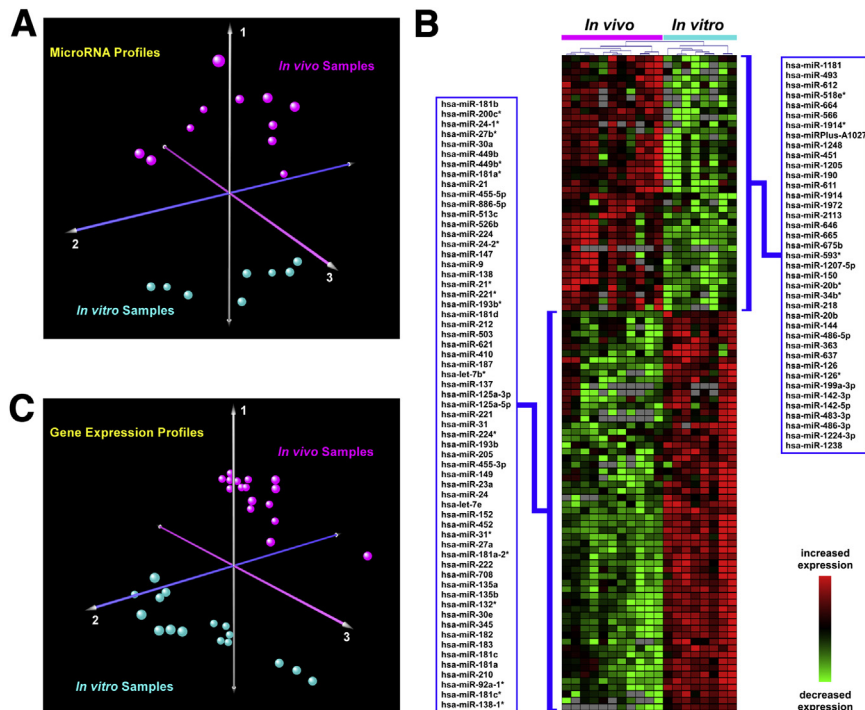 A
MicroRNA Profiles
In vivo Samples
1
2
3
In vitro Samples
C
Gene Expression Profiles
In vivo Samples
1
2
3
In vitro Samples
B
In vivo
In vitro
hsa-miR-181b
hsa-miR-200c*
hsa-miR-24-1*
hsa-miR-27b*
hsa-miR-30a
hsa-miR-449b
hsa-miR-449b*
hsa-miR-181a*
hsa-miR-21
hsa-miR-455-5p
hsa-miR-886-5p
hsa-miR-513c
hsa-miR-526b
hsa-miR-224
hsa-miR-24-2*
hsa-miR-147
hsa-miR-9
hsa-miR-138
hsa-miR-21*
hsa-miR-221*
hsa-miR-193b*
hsa-miR-181d
hsa-miR-212
hsa-miR-503
hsa-miR-621
hsa-miR-410
hsa-miR-187
hsa-let-7b*
hsa-miR-137
hsa-miR-125a-3p
hsa-miR-125a-5p
hsa-miR-221
hsa-miR-31
hsa-miR-224*
hsa-miR-193b
hsa-miR-205
hsa-miR-455-3p
hsa-miR-149
hsa-miR-23a
hsa-miR-24
hsa-let-7e
hsa-miR-152
hsa-miR-452
hsa-miR-31*
hsa-miR-27a
hsa-miR-181a-2*
hsa-miR-222
hsa-miR-708
hsa-miR-135a
hsa-miR-135b
hsa-miR-132*
hsa-miR-30e
hsa-miR-345
hsa-miR-182
hsa-miR-183
hsa-miR-181c
hsa-miR-181a
hsa-miR-210
hsa-miR-92a-1*
hsa-miR-181c*
hsa-miR-138-1*
hsa-miR-1181
hsa-miR-493
hsa-miR-612
hsa-miR-518e*
hsa-miR-664
hsa-miR-566
hsa-miR-1914*
hsa-miRPlus-A1027
hsa-miR-1248
hsa-miR-451
hsa-miR-1205
hsa-miR-190
hsa-miR-611
hsa-miR-1914
hsa-miR-1972
hsa-miR-2113
hsa-miR-646
hsa-miR-665
hsa-miR-675b
hsa-miR-593*
hsa-miR-1207-5p
hsa-miR-150
hsa-miR-20b*
hsa-miR-34b*
hsa-miR-218
hsa-miR-20b
hsa-miR-144
hsa-miR-486-5p
hsa-miR-363
hsa-miR-637
hsa-miR-126
hsa-miR-126*
hsa-miR-199a-3p
hsa-miR-142-3p
hsa-miR-142-5p
hsa-miR-483-3p
hsa-miR-486-3p
hsa-miR-1224-3p
hsa-miR-1238
increased
expression
decreased
expression